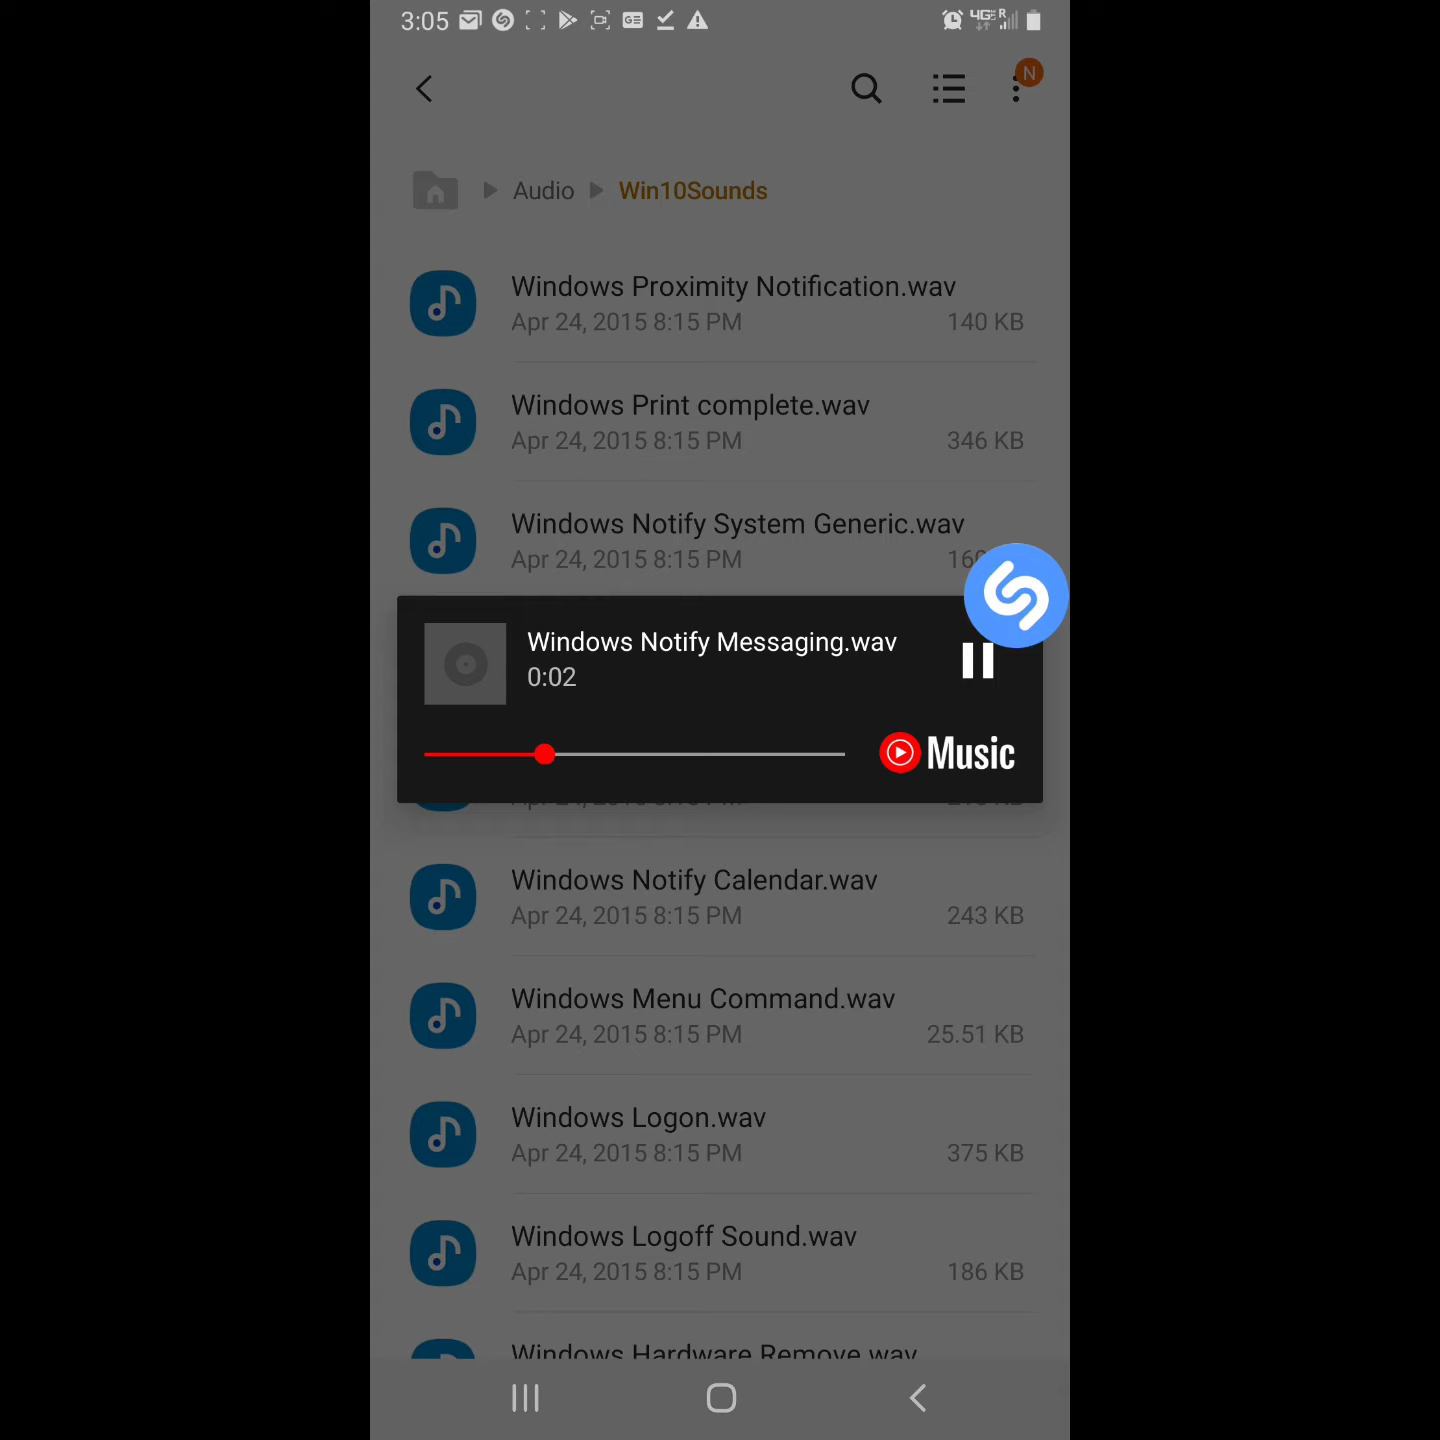 3:05
4G R
N
Audio Win10Sounds
Windows Proximity Notification.wav
Apr 24, 2015 8:15 PM 140 KB
Windows Print complete.wav
Apr 24, 2015 8:15 PM 346 KB
Windows Notify System Generic.wav
Apr 24, 2015 8:15 PM
Windows Notify Messaging.wav
0:02
Music
Windows Notify Calendar.wav
Apr 24, 2015 8:15 PM 243 KB
Windows Menu Command.wav
Apr 24, 2015 8:15 PM 25.51 KB
Windows Logon.wav
Apr 24, 2015 8:15 PM 375 KB
Windows Logoff Sound.wav
Apr 24, 2015 8:15 PM 186 KB
Windows Hardware Remove.wav